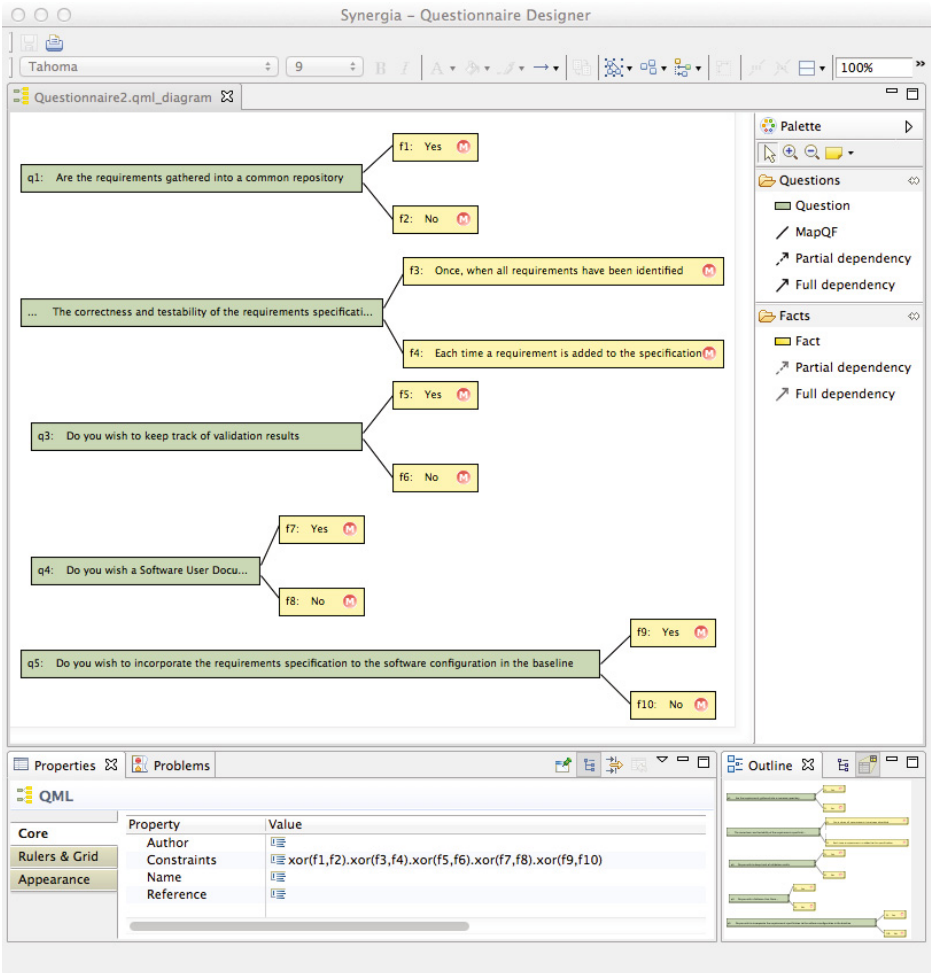 Synergia – Questionnaire Designer
Tahoma 9 B I A 100% »
Questionnaire2.qml_diagram
Palette
Questions
Question
MapQF
Partial dependency
Full dependency
Facts
Fact
Partial dependency
Full dependency
f1: Yes M
q1: Are the requirements gathered into a common repository
f2: No M
f3: Once, when all requirements have been identified M
... The correctness and testability of the requirements specificati...
f4: Each time a requirement is added to the specification M
f5: Yes M
q3: Do you wish to keep track of validation results
f6: No M
f7: Yes M
q4: Do you wish a Software User Docu...
f8: No M
f9: Yes M
q5: Do you wish to incorporate the requirements specification to the software configuration in the baseline
f10: No M
Properties Problems
QML
Core
Rulers & Grid
Appearance
Property Value
Author
Constraints xor(f1,f2).xor(f3,f4).xor(f5,f6).xor(f7,f8).xor(f9,f10)
Name
Reference
Outline